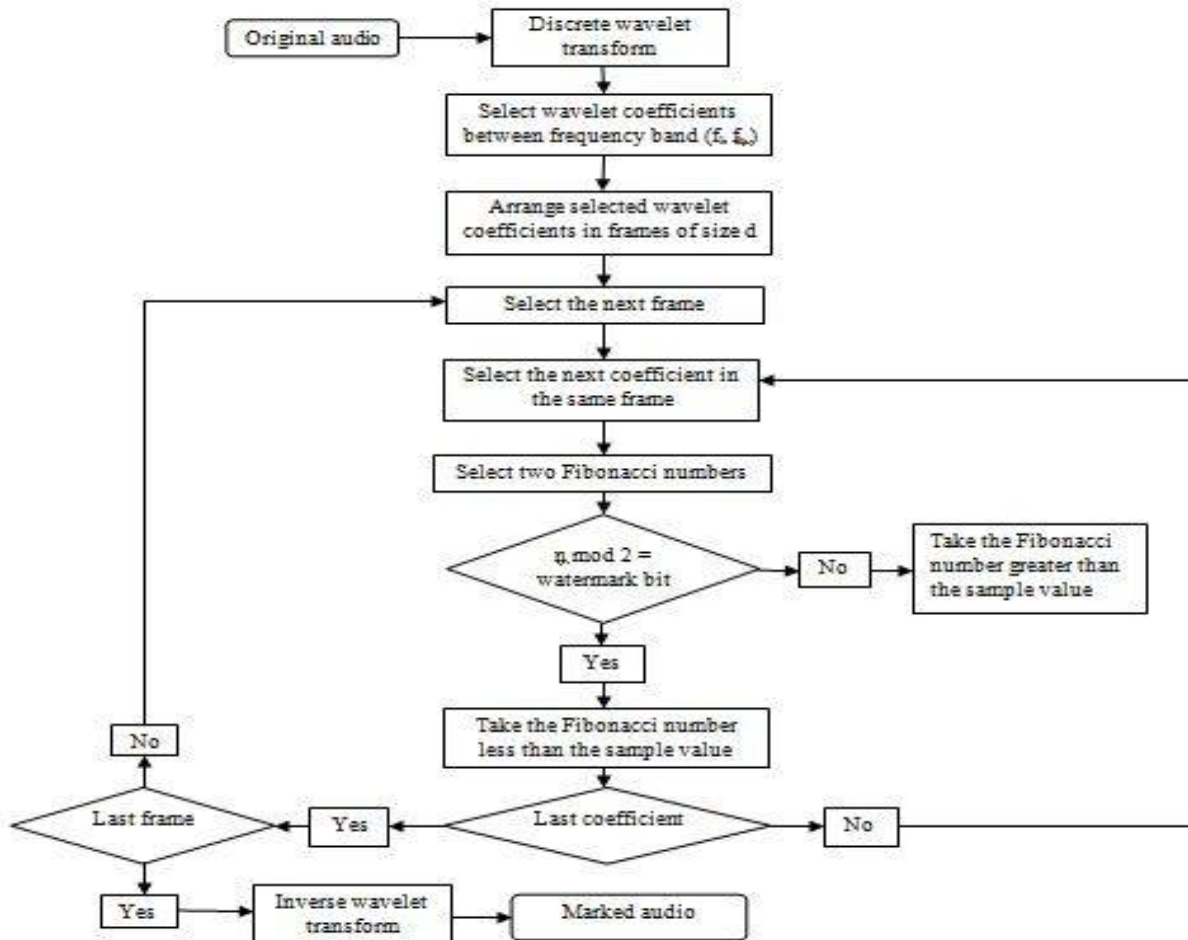 Original audio
Discrete wavelet
transform
Select wavelet coefficients
between frequency band
Arrange selected wavelet
coefficients in frames of size d
Select the next frame
Select the next coefficient in
the same frame
Select two Fibonacci numbers
mod 2 =
watermark bit
No
Take the Fibonacci
number greater than
the sample value
Yes
Take the Fibonacci number
less than the sample value
No
Last frame
Yes
Last coefficient
No
Yes
Inverse wavelet
transform
Marked audio